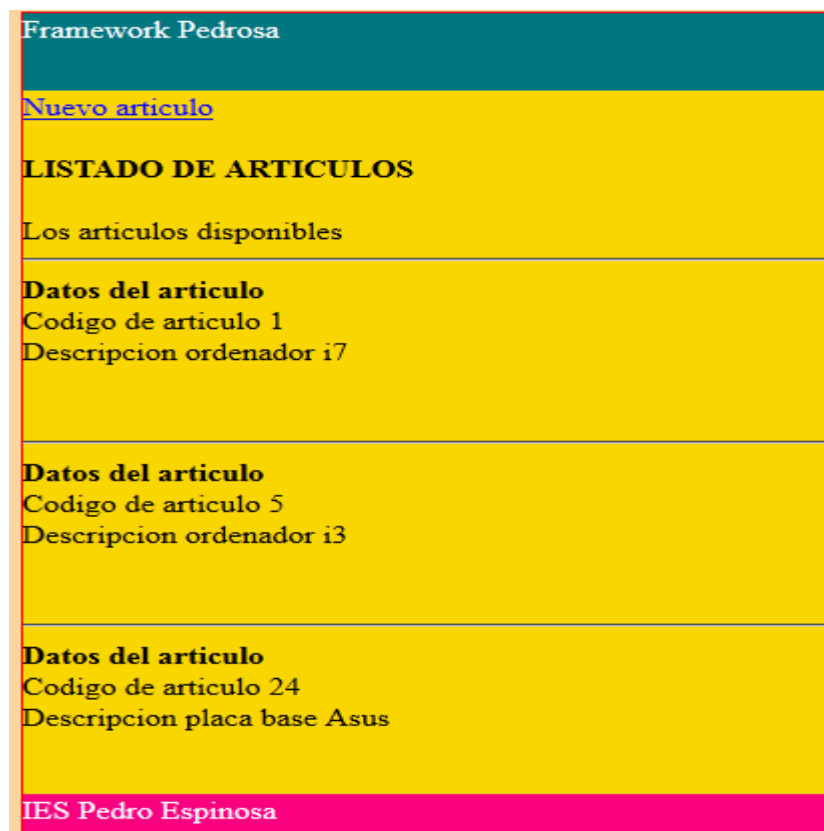 Framework Pedrosa
Nuevo articulo
LISTADO DE ARTICULOS
Los articulos disponibles
Datos del articulo
Codigo de articulo 1
Descripcion ordenador i7
Datos del articulo
Codigo de articulo 5
Descripcion ordenador i3
Datos del articulo
Codigo de articulo 24
Descripcion placa base Asus
IES Pedro Espinosa